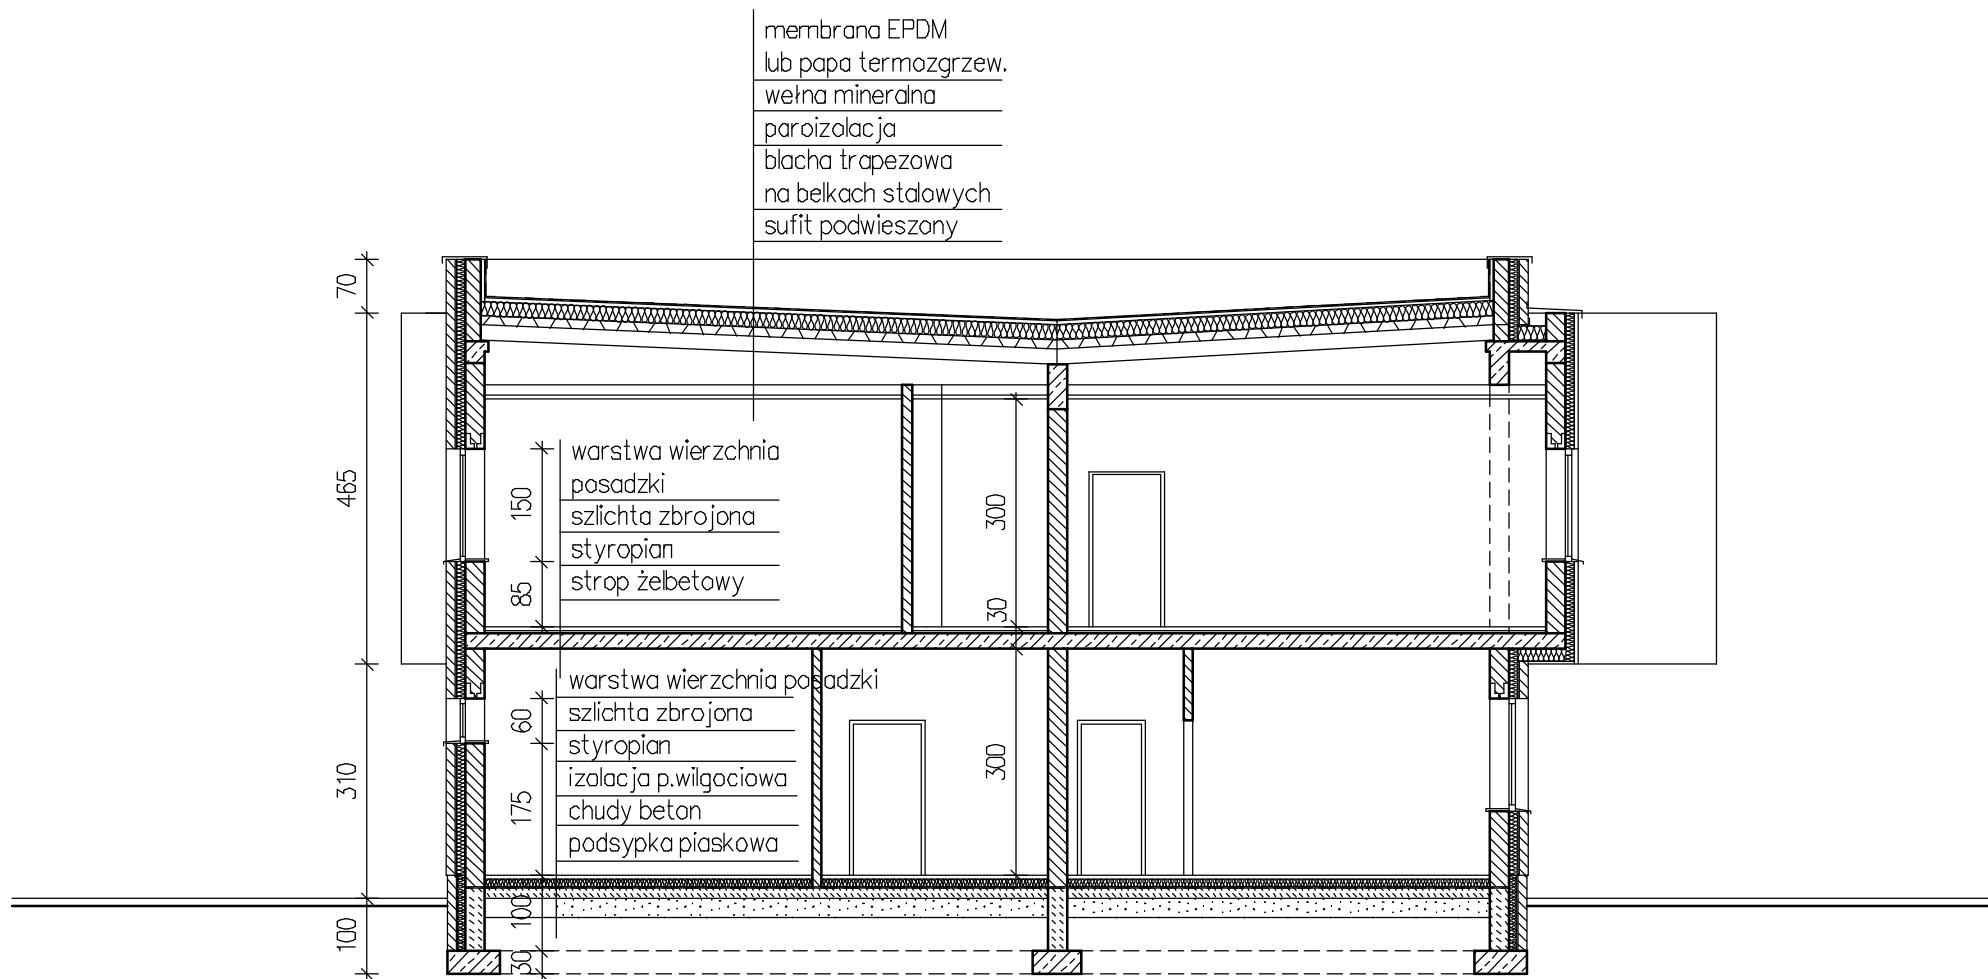 membrana EPDM
lub papa termozgrzew.
wełna mineralna
paroizolacja
blacha trapezowa
na belkach stalowych
sufit podwieszony
70
465
310
100
warstwa wierzchnia
posadzki
szlichta zbrojona
styropian
strop żelbetowy
150
85
300
30
warstwa wierzchnia posadzki
szlichta zbrojona
styropian
izolacja p.wilgociowa
chudy beton
podsypka piaskowa
60
175
100
30
300